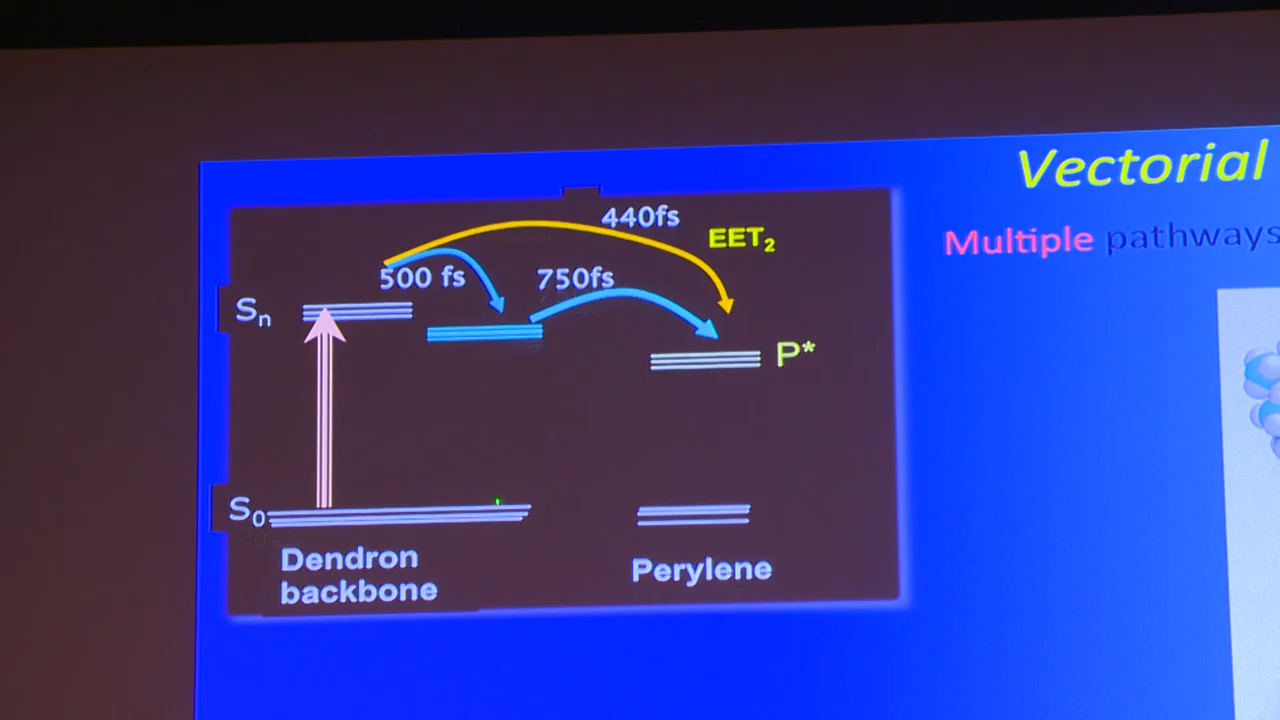 Vectorial
Multiple pathways
440fs
EET₂
500 fs
750fs
Sn
P*
S₀
Dendron
backbone
Perylene